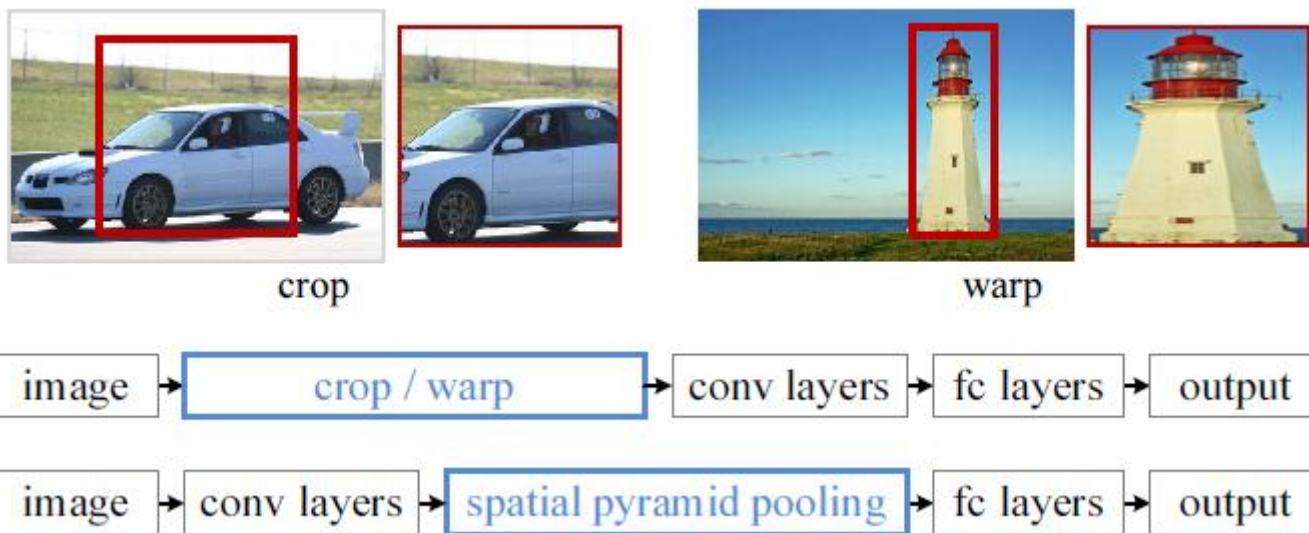 crop
warp
image crop / warp conv layers fc layers output
image conv layers spatial pyramid pooling fc layers output